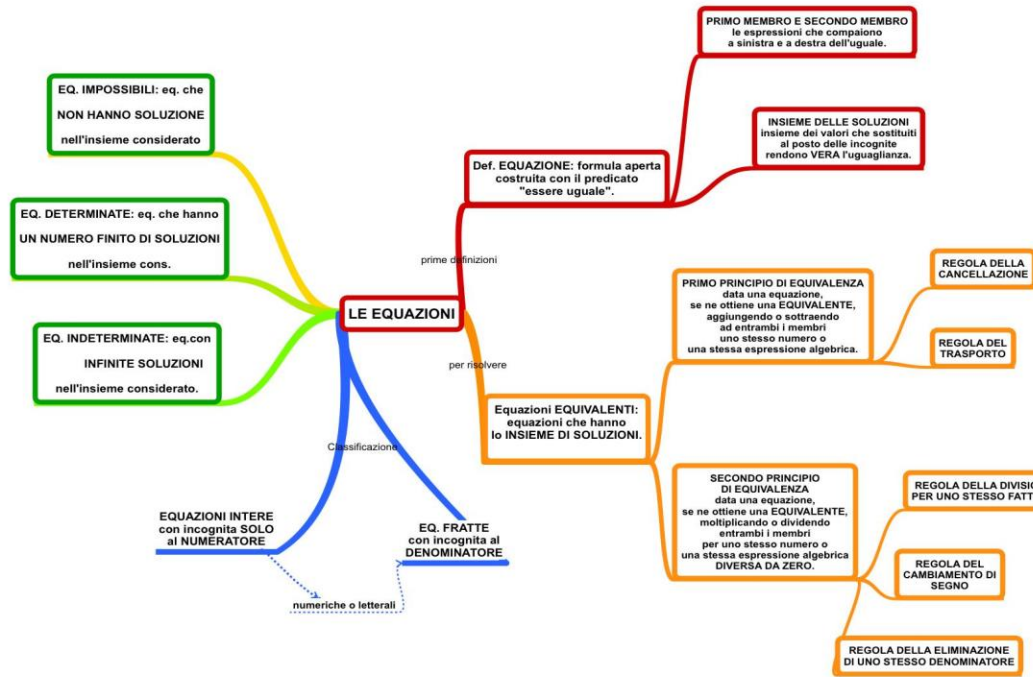 PRIMO MEMBRO E SECONDO MEMBRO
le espressioni che compaiono
a sinistra e a destra dell'uguale.
EQ. IMPOSSIBILI: eq. che
NON HANNO SOLUZIONE
nell'insieme considerato
INSIEME DELLE SOLUZIONI
insieme dei valori che sostituiti
al posto delle incognite
rendono VERA l'uguaglianza.
Def. EQUAZIONE: formula aperta
costruita con il predicato
"essere uguale".
EQ. DETERMINATE: eq. che hanno
UN NUMERO FINITO DI SOLUZIONI
nell'insieme cons.
prime definizioni
LE EQUAZIONI
EQ. INDETERMINATE: eq.con
INFINITE SOLUZIONI
nell'insieme considerato.
per risolvere
PRIMO PRINCIPIO DI EQUIVALENZA
data una equazione,
se ne ottiene una EQUIVALENTE,
aggiungendo o sottraendo
ad entrambi i membri
uno stesso numero o
una stessa espressione algebrica.
REGOLA DELLA
CANCELLAZIONE
REGOLA DEL
TRASPORTO
Equazioni EQUIVALENTI:
equazioni che hanno
lo INSIEME DI SOLUZIONI.
Classificazione
EQUAZIONI INTERE
con incognita SOLO
al NUMERATORE
EQ. FRATTE
con incognita al
DENOMINATORE
numeriche o letterali
SECONDO PRINCIPIO
DI EQUIVALENZA
data una equazione,
se ne ottiene una EQUIVALENTE,
moltiplicando o dividendo
entrambi i membri
per uno stesso numero o
una stessa espressione algebrica
DIVERSA DA ZERO.
REGOLA DELLA DIVISIO
PER UNO STESSO FATT
REGOLA DEL
CAMBIAMENTO DI
SEGNO
REGOLA DELLA ELIMINAZIONE
DI UNO STESSO DENOMINATORE